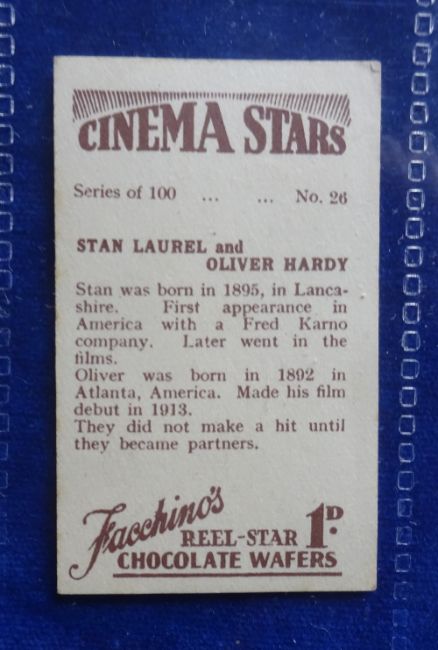 CINEMA STARS
Series of 100 ... ... No. 26
STAN LAUREL and
OLIVER HARDY
Stan was born in 1895, in Lanca-
shire. First appearance in
America with a Fred Karno
company. Later went in the
films.
Oliver was born in 1892 in
Atlanta, America. Made his film
debut in 1913.
They did not make a hit until
they became partners.
Facchino's
REEL-STAR 1D.
CHOCOLATE WAFERS